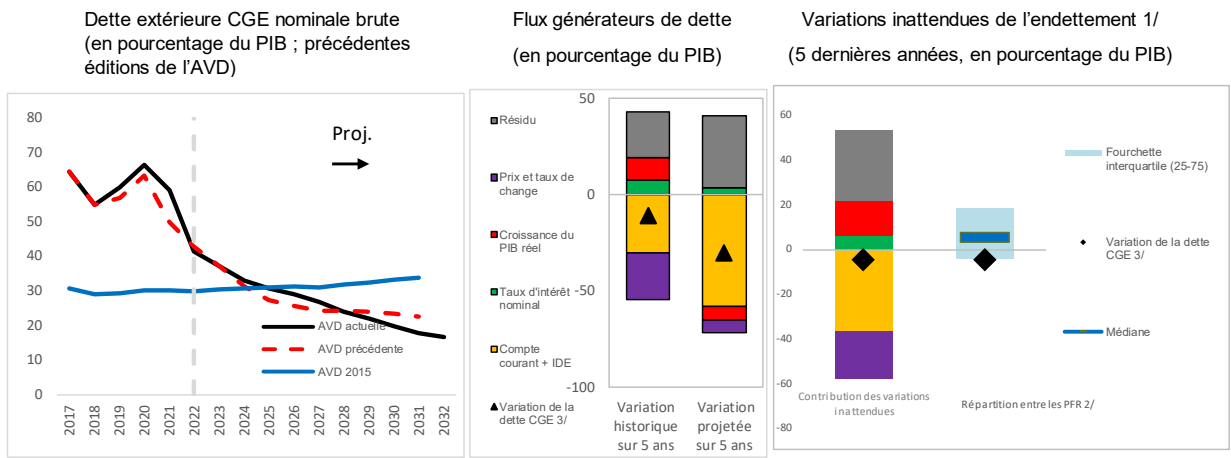 Dette extérieure CGE nominale brute
(en pourcentage du PIB ; précédentes
éditions de l'AVD)
80
70
60
50
40
30
20
10
0
Proj.
AVD actuelle
AVD précédente
AVD 2015
2017
2018
2019
2020
2021
2022
2023
2024
2025
2026
2027
2028
2029
2030
2031
2032
Flux générateurs de dette
(en pourcentage du PIB)
Résidu
Prix et taux de
change
Croissance du
PIB réel
Taux d'intérêt
nominal
Compte
courant + IDE
Variation de la
dette CGE 3/
50
0
-50
-100
Variation
historique
sur 5 ans
Variation
projetée
sur 5 ans
Variations inattendues de l'endettement 1/
(5 dernières années, en pourcentage du PIB)
60
40
20
0
-20
-40
-60
-80
Contribution des variations
inattendues
Répartition entre les PFR 2/
Fourchette
interquartile (25-75)
Variation de la dette
CGE 3/
Médiane